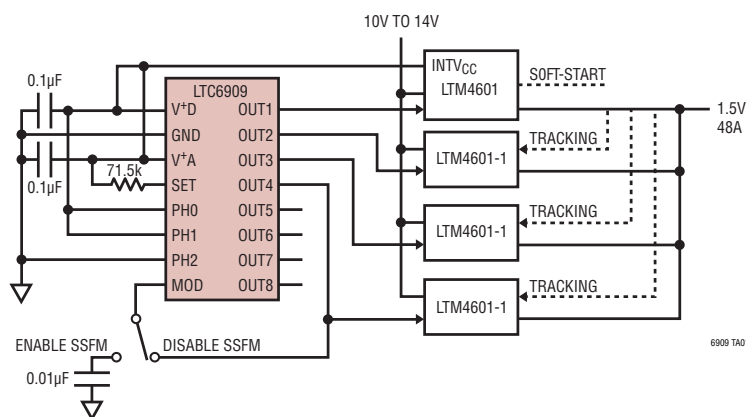 10V TO 14V
INTVCC
LTM4601
SOFT-START
0.1µF
LTC6909
V+D OUT1
GND OUT2
V+A OUT3
SET OUT4
PH0 OUT5
PH1 OUT6
PH2 OUT7
MOD OUT8
0.1µF
71.5k
1.5V
48A
TRACKING
LTM4601-1
TRACKING
LTM4601-1
TRACKING
LTM4601-1
ENABLE SSFM
DISABLE SSFM
0.01µF
6909 TA0